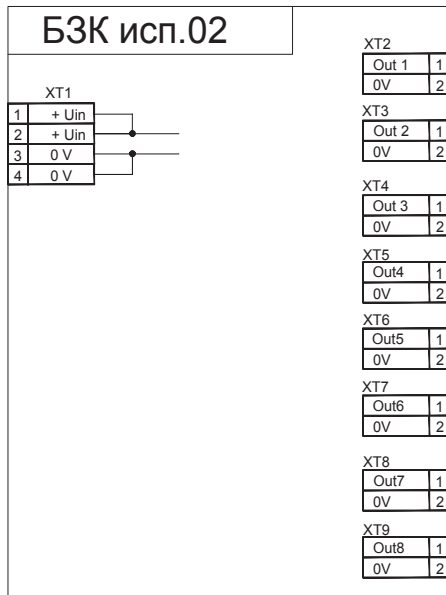 БЗК исп.02
XT1
1 + Uin
2 + Uin
3 0 V
4 0 V
XT2
Out 1 1
0V 2
XT3
Out 2 1
0V 2
XT4
Out 3 1
0V 2
XT5
Out4 1
0V 2
XT6
Out5 1
0V 2
XT7
Out6 1
0V 2
XT8
Out7 1
0V 2
XT9
Out8 1
0V 2